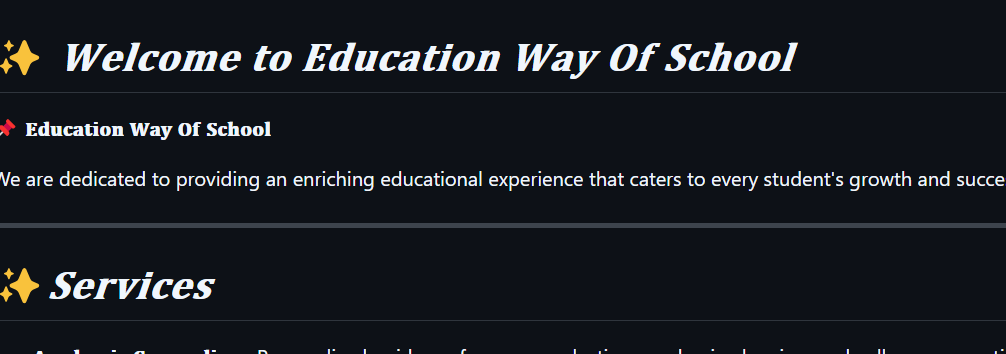 Welcome to Education Way Of School
Education Way Of School
We are dedicated to providing an enriching educational experience that caters to every student's growth and succe
Services